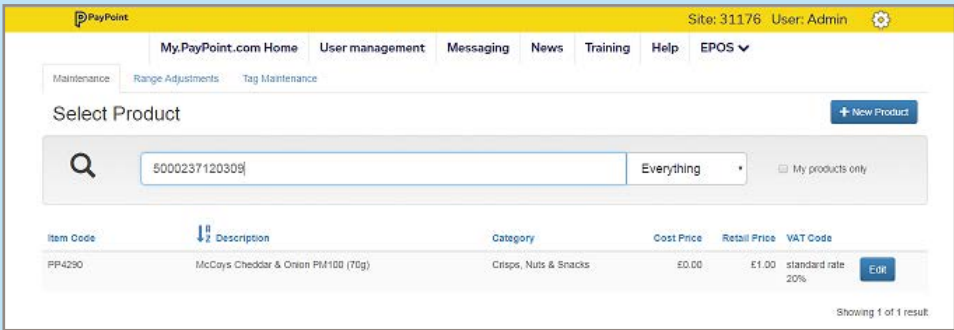 PayPoint
Site: 31176 User: Admin
My.PayPoint.com Home User management Messaging News Training Help EPOS
Maintenance Range Adjustments Tag Maintenance
Select Product
+ New Product
5000237120309 Everything My products only
Item Code Description Category Cost Price Retail Price VAT Code
PP4290 McCoys Cheddar & Onion PM100 (70g) Crisps, Nuts & Snacks £0.00 £1.00 standard rate
20%
Edit
Showing 1 of 1 result